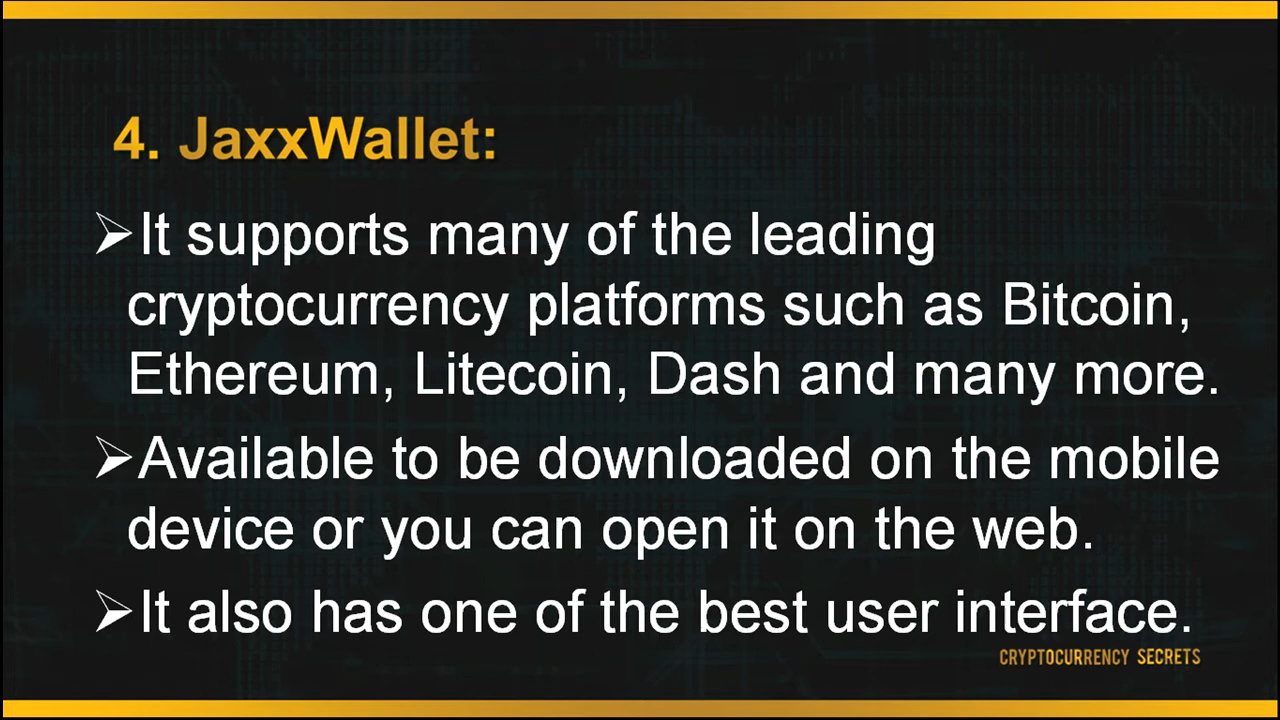 4. JaxxWallet:
➢It supports many of the leading
cryptocurrency platforms such as Bitcoin,
Ethereum, Litecoin, Dash and many more.
➢Available to be downloaded on the mobile
device or you can open it on the web.
➢It also has one of the best user interface.
CRYPTOCURRENCY SECRETS